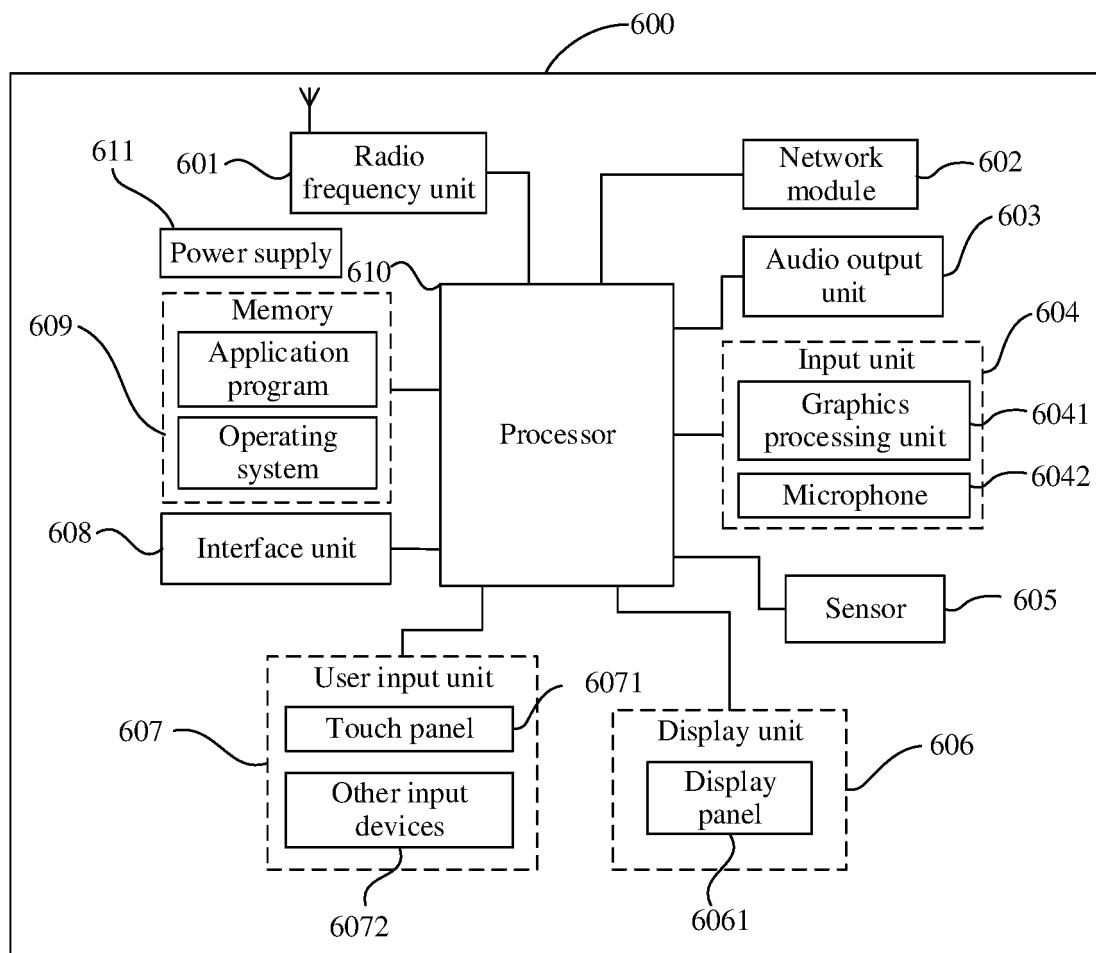 600
611
601
Radio
frequency unit
Network
module
602
Power supply
610
603
Audio output
unit
609
Memory
Application
program
Operating
system
Processor
604
Input unit
Graphics
processing unit
6041
Microphone
6042
608
Interface unit
Sensor
605
607
User input unit
6071
Touch panel
Other input
devices
6072
Display unit
606
Display
panel
6061